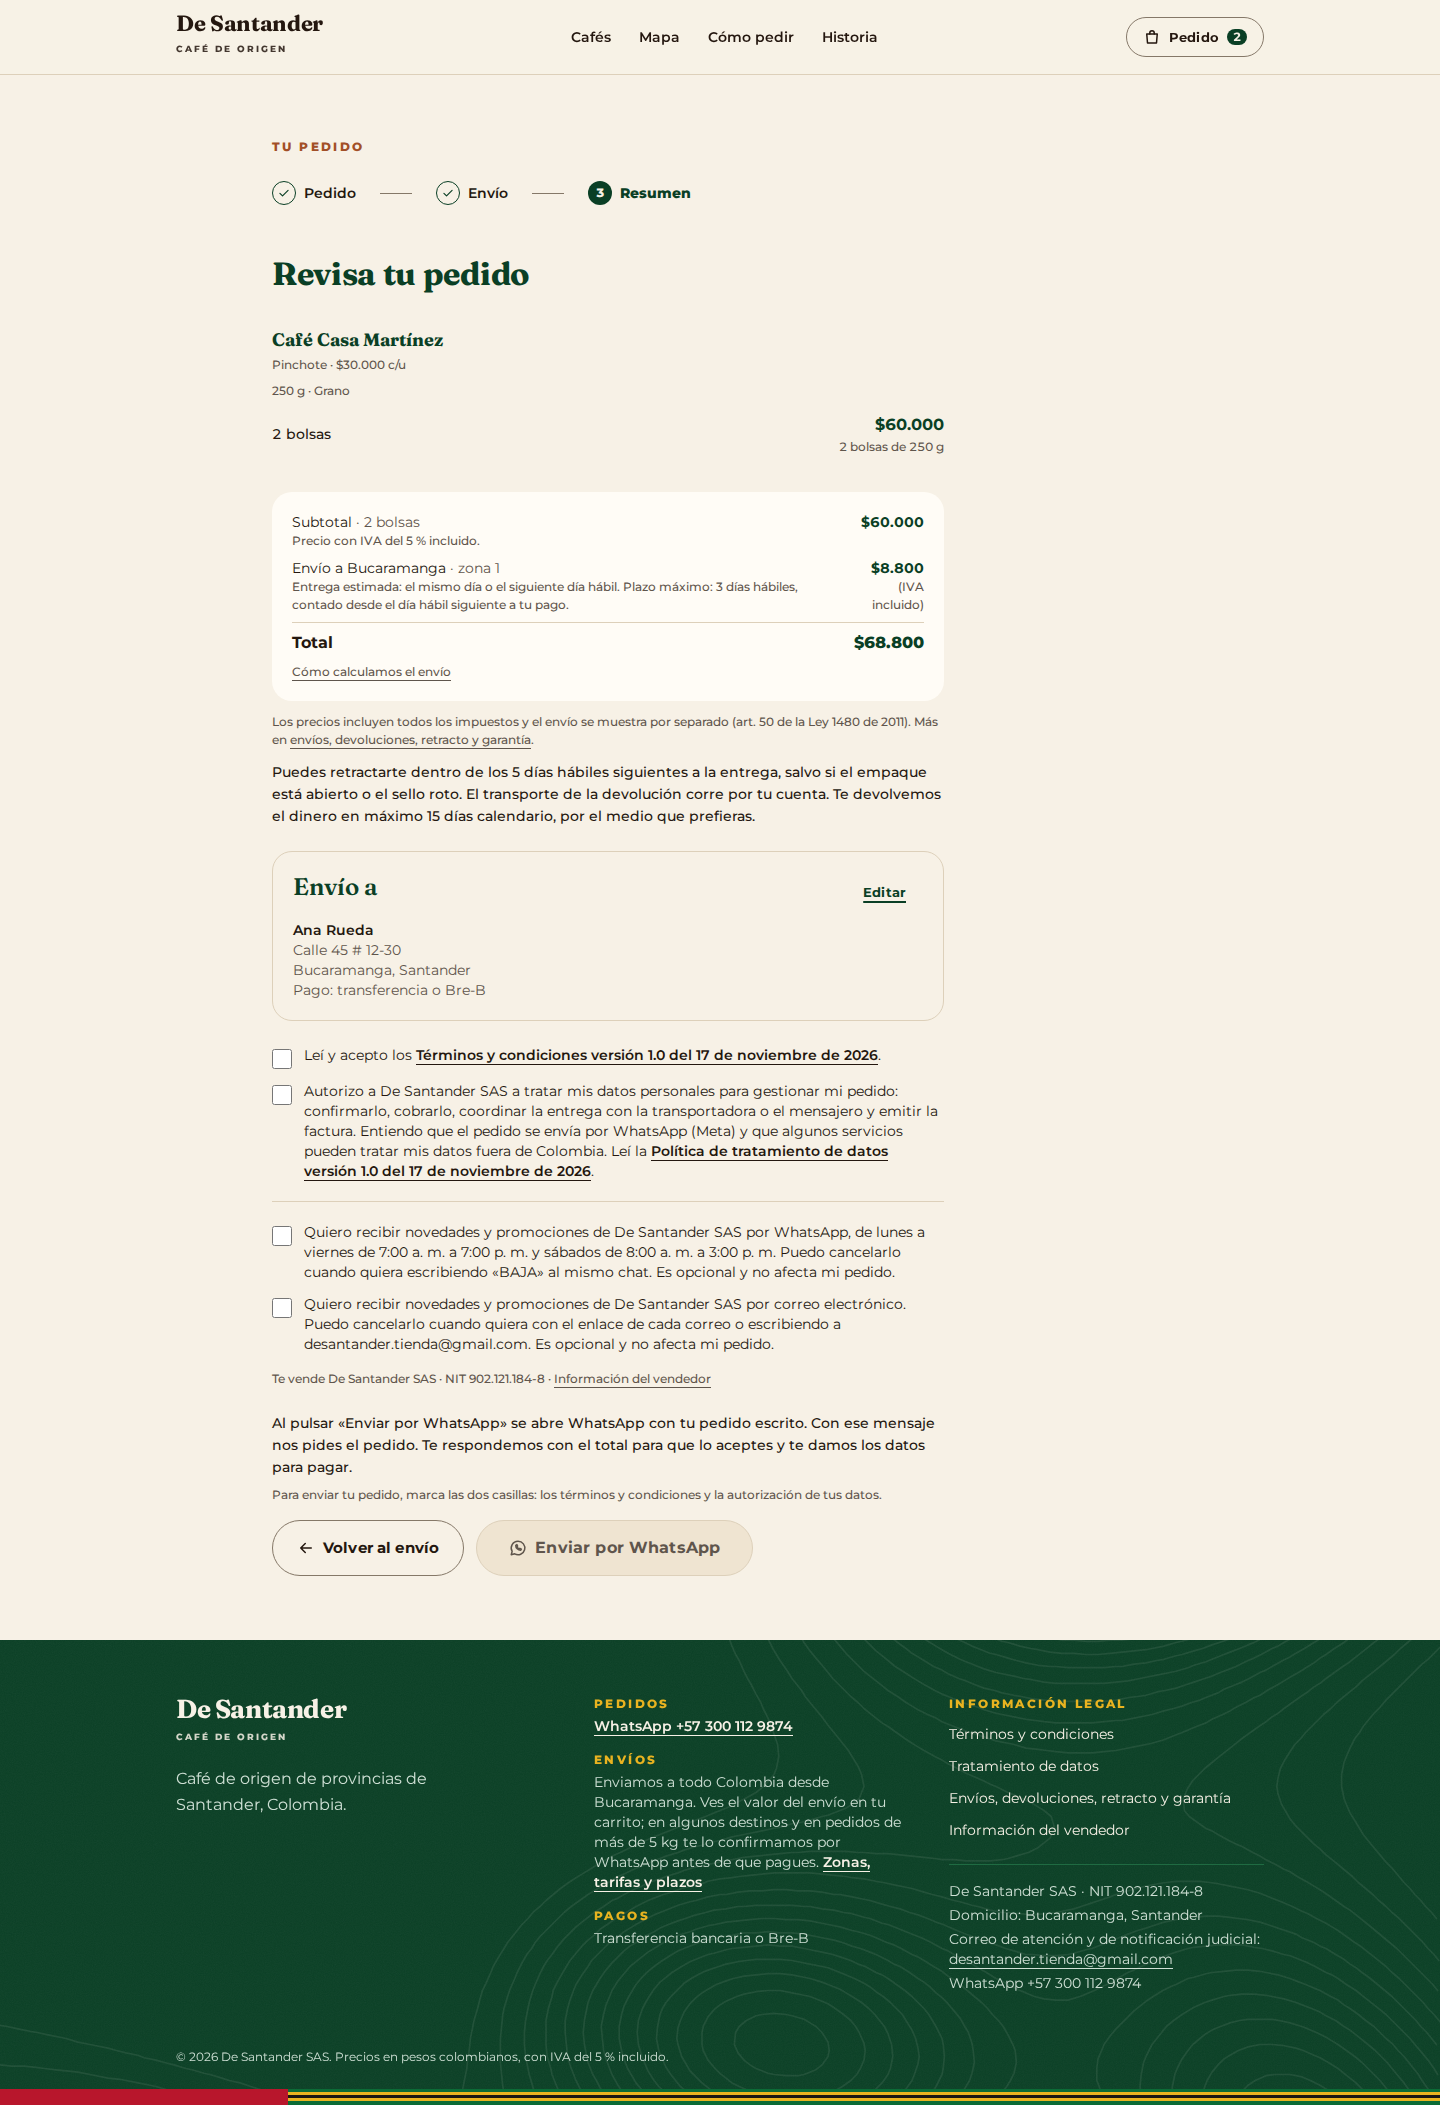 De Santander
CAFÉ DE ORIGEN
Cafés
Mapa
Cómo pedir
Historia
Pedido 2
TU PEDIDO
Pedido
Envío
3 Resumen
Revisa tu pedido
Café Casa Martínez
Pinchote · $30.000 c/u
250 g · Grano
2 bolsas
$60.000
2 bolsas de 250 g
Subtotal · 2 bolsas
$60.000
Precio con IVA del 5 % incluido.
Envío a Bucaramanga · zona 1
$8.800
Entrega estimada: el mismo día o el siguiente día hábil. Plazo máximo: 3 días hábiles,
contado desde el día hábil siguiente a tu pago.
(IVA
incluido)
Total
$68.800
Cómo calculamos el envío
Los precios incluyen todos los impuestos y el envío se muestra por separado (art. 50 de la Ley 1480 de 2011). Más
en envíos, devoluciones, retracto y garantía.
Puedes retractarte dentro de los 5 días hábiles siguientes a la entrega, salvo si el empaque
está abierto o el sello roto. El transporte de la devolución corre por tu cuenta. Te devolvemos
el dinero en máximo 15 días calendario, por el medio que prefieras.
Envío a
Editar
Ana Rueda
Calle 45 # 12-30
Bucaramanga, Santander
Pago: transferencia o Bre-B
Leí y acepto los Términos y condiciones versión 1.0 del 17 de noviembre de 2026.
Autorizo a De Santander SAS a tratar mis datos personales para gestionar mi pedido:
confirmarlo, cobrarlo, coordinar la entrega con la transportadora o el mensajero y emitir la
factura. Entiendo que el pedido se envía por WhatsApp (Meta) y que algunos servicios
pueden tratar mis datos fuera de Colombia. Leí la Política de tratamiento de datos
versión 1.0 del 17 de noviembre de 2026.
Quiero recibir novedades y promociones de De Santander SAS por WhatsApp, de lunes a
viernes de 7:00 a. m. a 7:00 p. m. y sábados de 8:00 a. m. a 3:00 p. m. Puedo cancelarlo
cuando quiera escribiendo «BAJA» al mismo chat. Es opcional y no afecta mi pedido.
Quiero recibir novedades y promociones de De Santander SAS por correo electrónico.
Puedo cancelarlo cuando quiera con el enlace de cada correo o escribiendo a
desantander.tienda@gmail.com. Es opcional y no afecta mi pedido.
Te vende De Santander SAS · NIT 902.121.184-8 · Información del vendedor
Al pulsar «Enviar por WhatsApp» se abre WhatsApp con tu pedido escrito. Con ese mensaje
nos pides el pedido. Te respondemos con el total para que lo aceptes y te damos los datos
para pagar.
Para enviar tu pedido, marca las dos casillas: los términos y condiciones y la autorización de tus datos.
Volver al envío
Enviar por WhatsApp
De Santander
CAFÉ DE ORIGEN
Café de origen de provincias de
Santander, Colombia.
PEDIDOS
WhatsApp +57 300 112 9874
ENVÍOS
Enviamos a todo Colombia desde
Bucaramanga. Ves el valor del envío en tu
carrito; en algunos destinos y en pedidos de
más de 5 kg te lo confirmamos por
WhatsApp antes de que pagues. Zonas,
tarifas y plazos
PAGOS
Transferencia bancaria o Bre-B
INFORMACIÓN LEGAL
Términos y condiciones
Tratamiento de datos
Envíos, devoluciones, retracto y garantía
Información del vendedor
De Santander SAS · NIT 902.121.184-8
Domicilio: Bucaramanga, Santander
Correo de atención y de notificación judicial:
desantander.tienda@gmail.com
WhatsApp +57 300 112 9874
© 2026 De Santander SAS. Precios en pesos colombianos, con IVA del 5 % incluido.